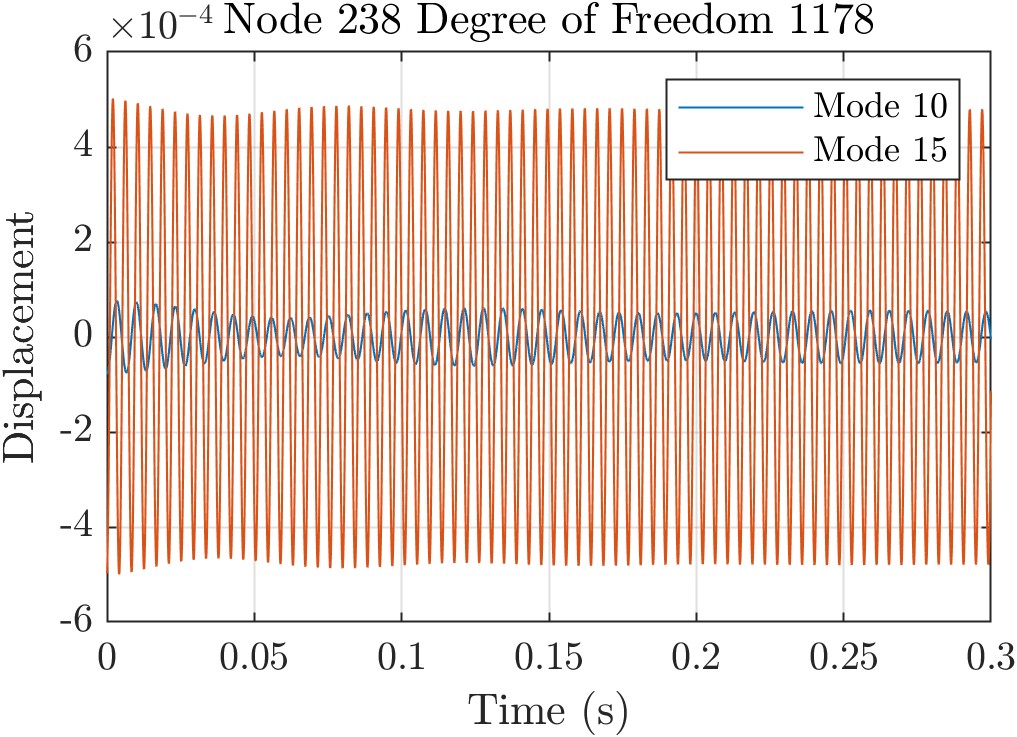 ×10⁻⁴ Node 238 Degree of Freedom 1178
6
4
2
0
-2
-4
-6
Displacement
Mode 10
Mode 15
0 0.05 0.1 0.15 0.2 0.25 0.3
Time (s)